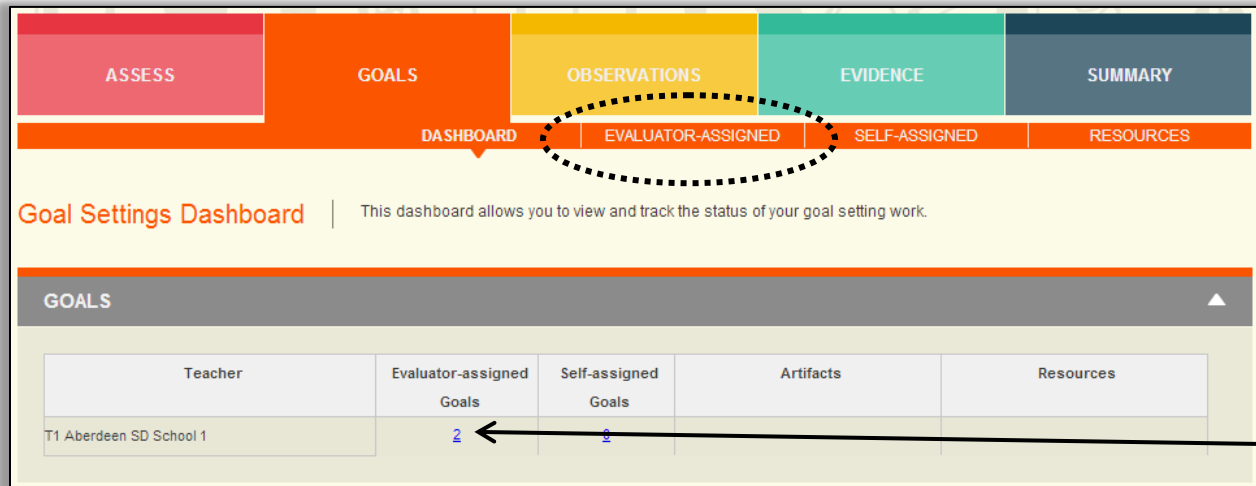 ASSESS GOALS OBSERVATIONS EVIDENCE SUMMARY
DASHBOARD EVALUATOR-ASSIGNED SELF-ASSIGNED RESOURCES
Goal Settings Dashboard This dashboard allows you to view and track the status of your goal setting work.
GOALS
Teacher Evaluator-assigned Goals Self-assigned Goals Artifacts Resources
T1 Aberdeen SD School 1 2